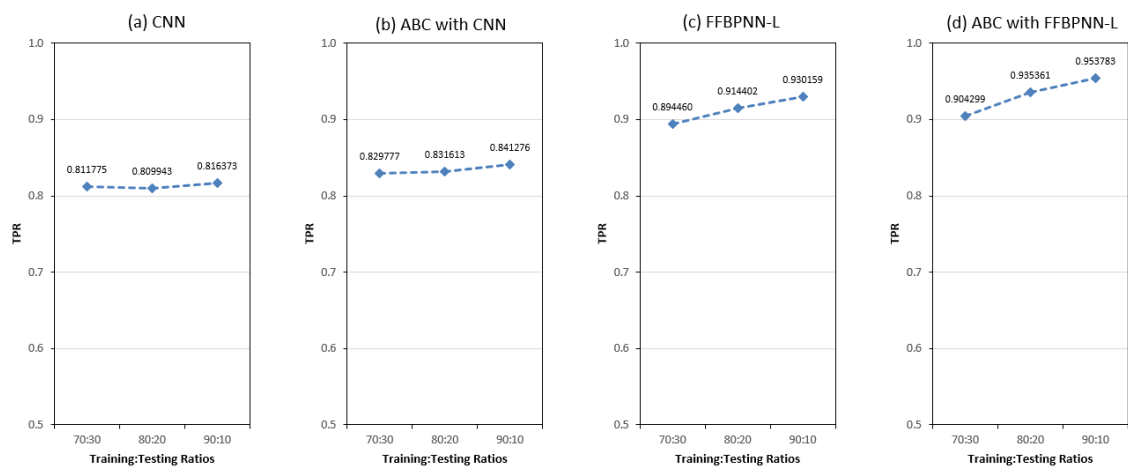 (a) CNN
1.0
0.9
0.8
0.7
0.6
0.5
TPR
0.811775
0.809943
0.816373
70:30 80:20 90:10
Training:Testing Ratios
(b) ABC with CNN
1.0
0.9
0.8
0.7
0.6
0.5
TPR
0.829777
0.831613
0.841276
70:30 80:20 90:10
Training:Testing Ratios
(c) FFBPNN-L
1.0
0.9
0.8
0.7
0.6
0.5
TPR
0.894460
0.914402
0.930159
70:30 80:20 90:10
Training:Testing Ratios
(d) ABC with FFBPNN-L
1.0
0.9
0.8
0.7
0.6
0.5
TPR
0.904299
0.935361
0.953783
70:30 80:20 90:10
Training:Testing Ratios